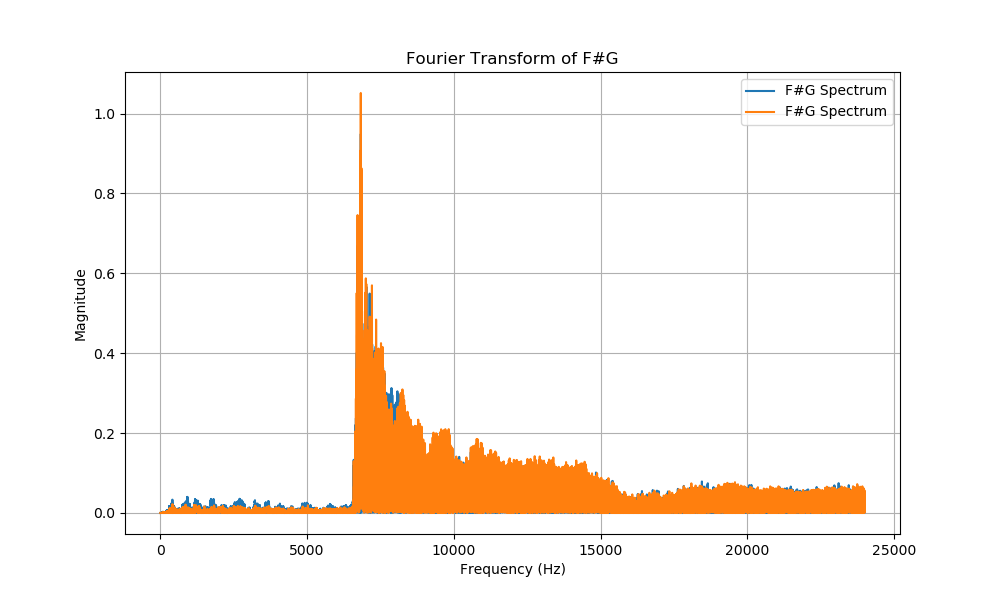 Fourier Transform of F#G
F#G Spectrum
F#G Spectrum
1.0
0.8
0.6
0.4
0.2
0.0
Magnitude
0 5000 10000 15000 20000 25000
Frequency (Hz)